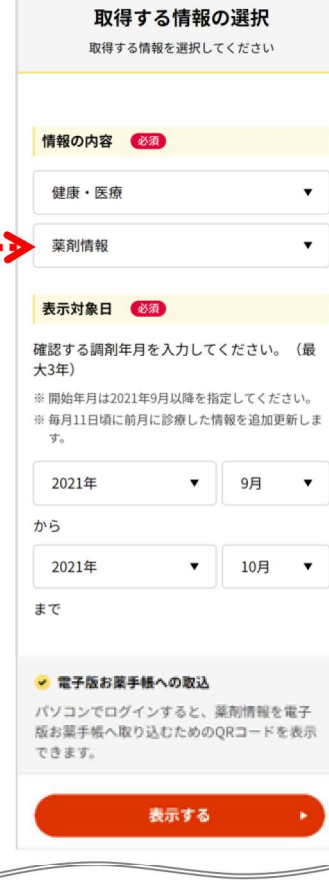 取得する情報の選択
取得する情報を選択してください
情報の内容 必須
健康・医療 ▼
薬剤情報 ▼
表示対象日 必須
確認する調剤年月を入力してください。（最
大3年）
※ 開始年月は2021年9月以降を指定してください。
※ 毎月11日頃に前月に診療した情報を追加更新しま
す。
2021年 ▼ 9月 ▼
から
2021年 ▼ 10月 ▼
まで
電子版お薬手帳への取込
パソコンでログインすると、薬剤情報を電子
版お薬手帳へ取り込むためのQRコードを表示
できます。
表示する